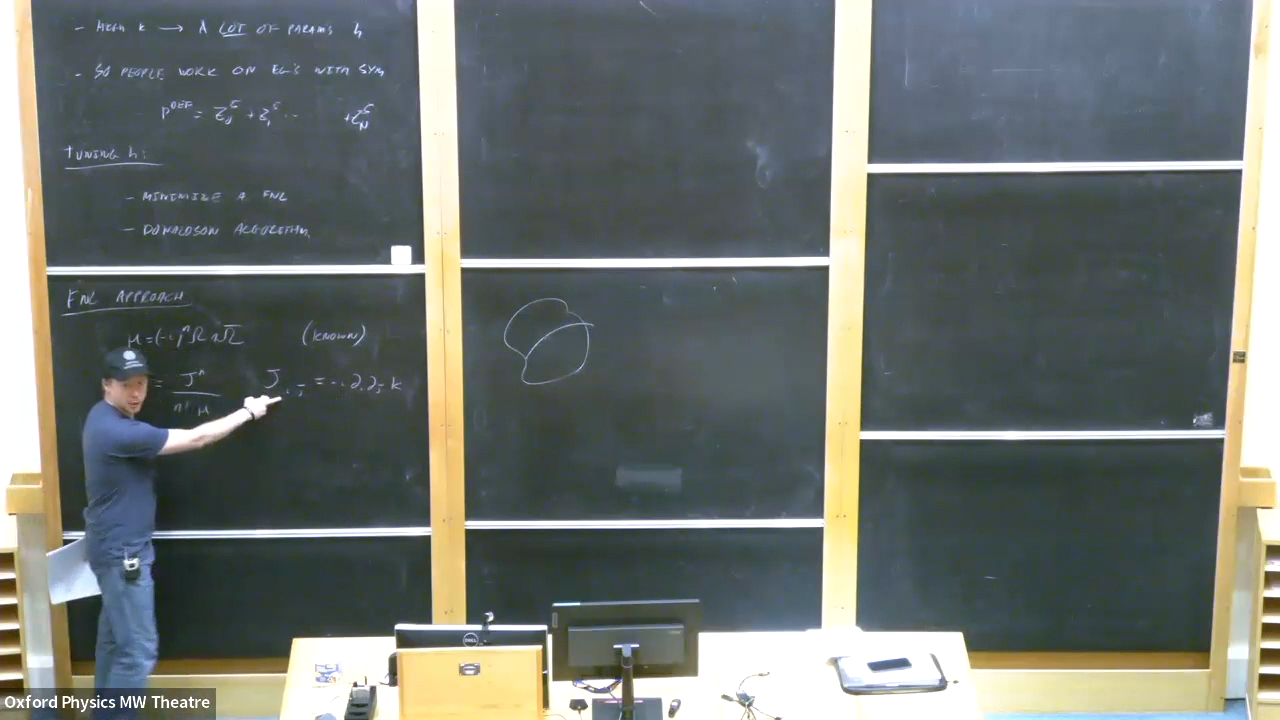 - HIGH k → A LOT OF PARAMS h
- SO PEOPLE WORK ON EG'S WITH SYM
P^DEF = Z_0^5 + Z_1^5 ... + Z_N^5
TUNING h:
- MINIMIZE A FNL
- DONALDSON ALGORITHM
FNL APPROACH
μ = (-i)^n Ω ∧ Ω̄ (KNOWN)
= J^n / n! μ J = -i ∂_i ∂_j̄ K
DELL
Oxford Physics MW Theatre